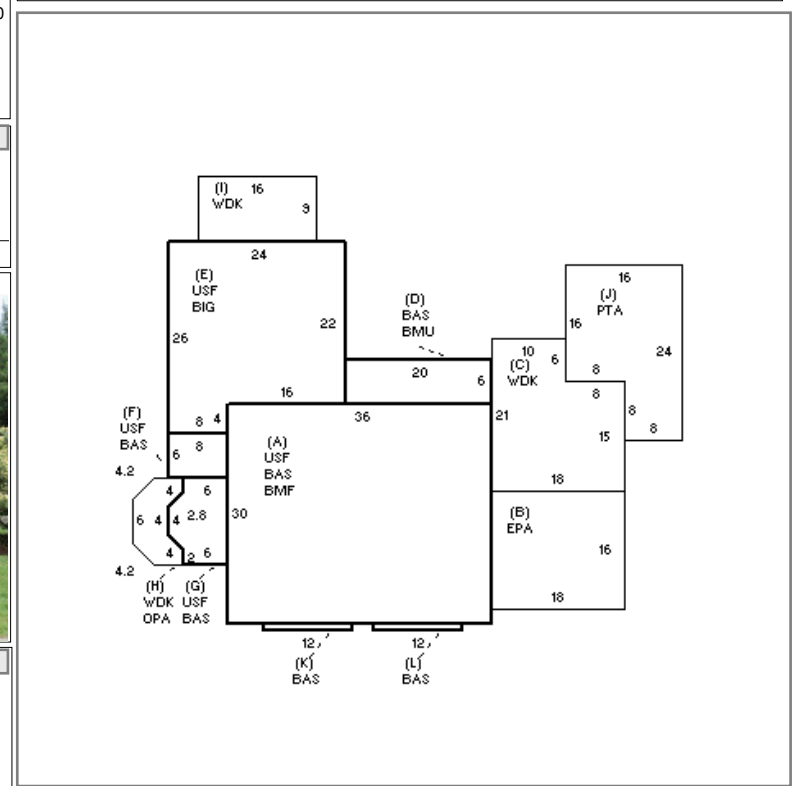 (I) 16
WDK 9
24
(E)
USF
BIG
22
26
16
8 4
(D)
BAS
BMU
20
6
16
(J)
PTA
16
24
8
8
8
8
10
6
(C)
WDK
21
15
18
(F)
USF
BAS
6 8
36
(A)
USF
BAS
BMF
30
4.2
4 6
6 4 4 2.8
4 2 6
4.2
(H) (G)
WDK USF
OPA BAS
(B)
EPA
16
18
12 12
(K) (L)
BAS BAS